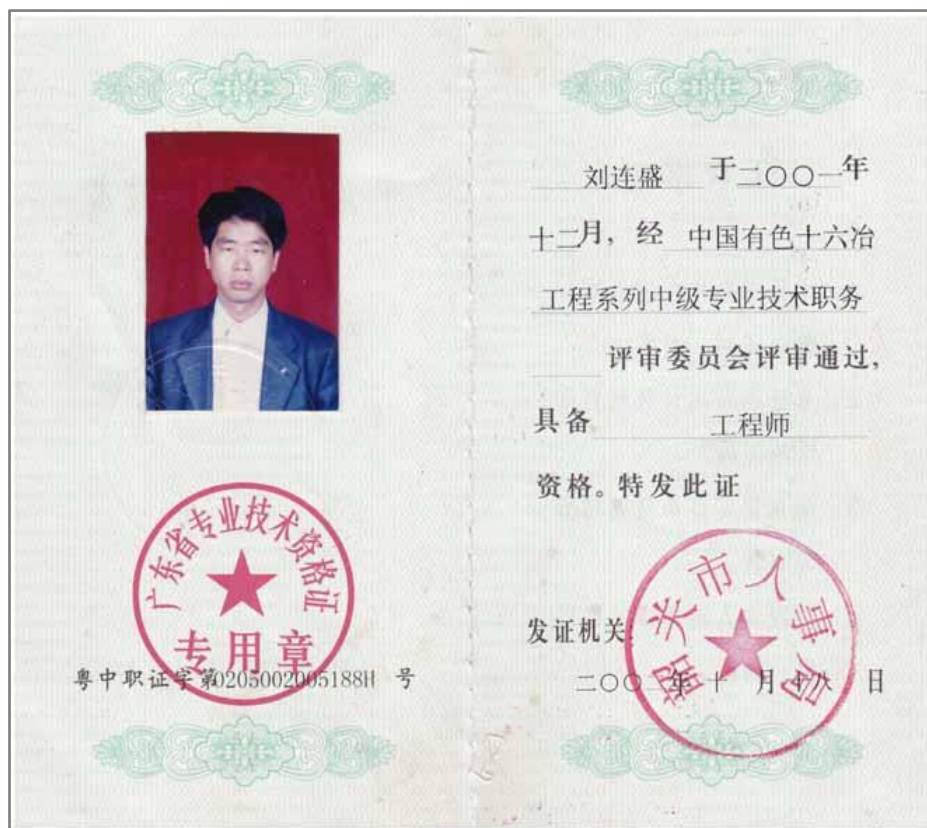 广东省专业技术资格证
专用章
粤中职证字第0205002005188H 号
刘连盛 于二〇〇一年
十二月，经 中国有色十六冶
工程系列中级专业技术职务
评审委员会评审通过，
具备 工程师
资格。特发此证
韶关市人事局
发证机关:
二〇〇 年 十 月 十八 日